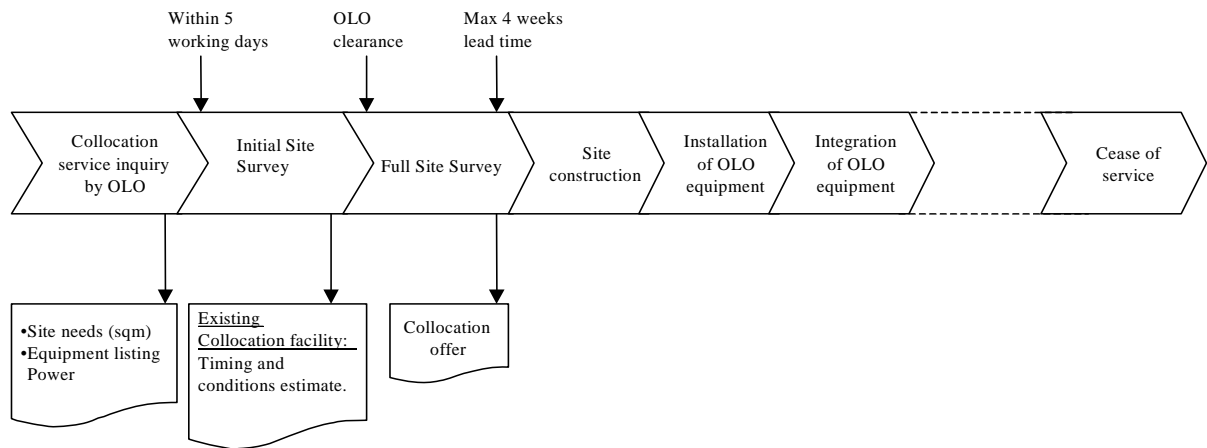 Within 5
working days
OLO
clearance
Max 4 weeks
lead time
Collocation
service inquiry
by OLO
Initial Site
Survey
Full Site Survey
Site
construction
Installation
of OLO
equipment
Integration
of OLO
equipment
Cease of
service
•Site needs (sqm)
•Equipment listing
Power
Existing
Collocation facility:
Timing and
conditions estimate.
Collocation
offer